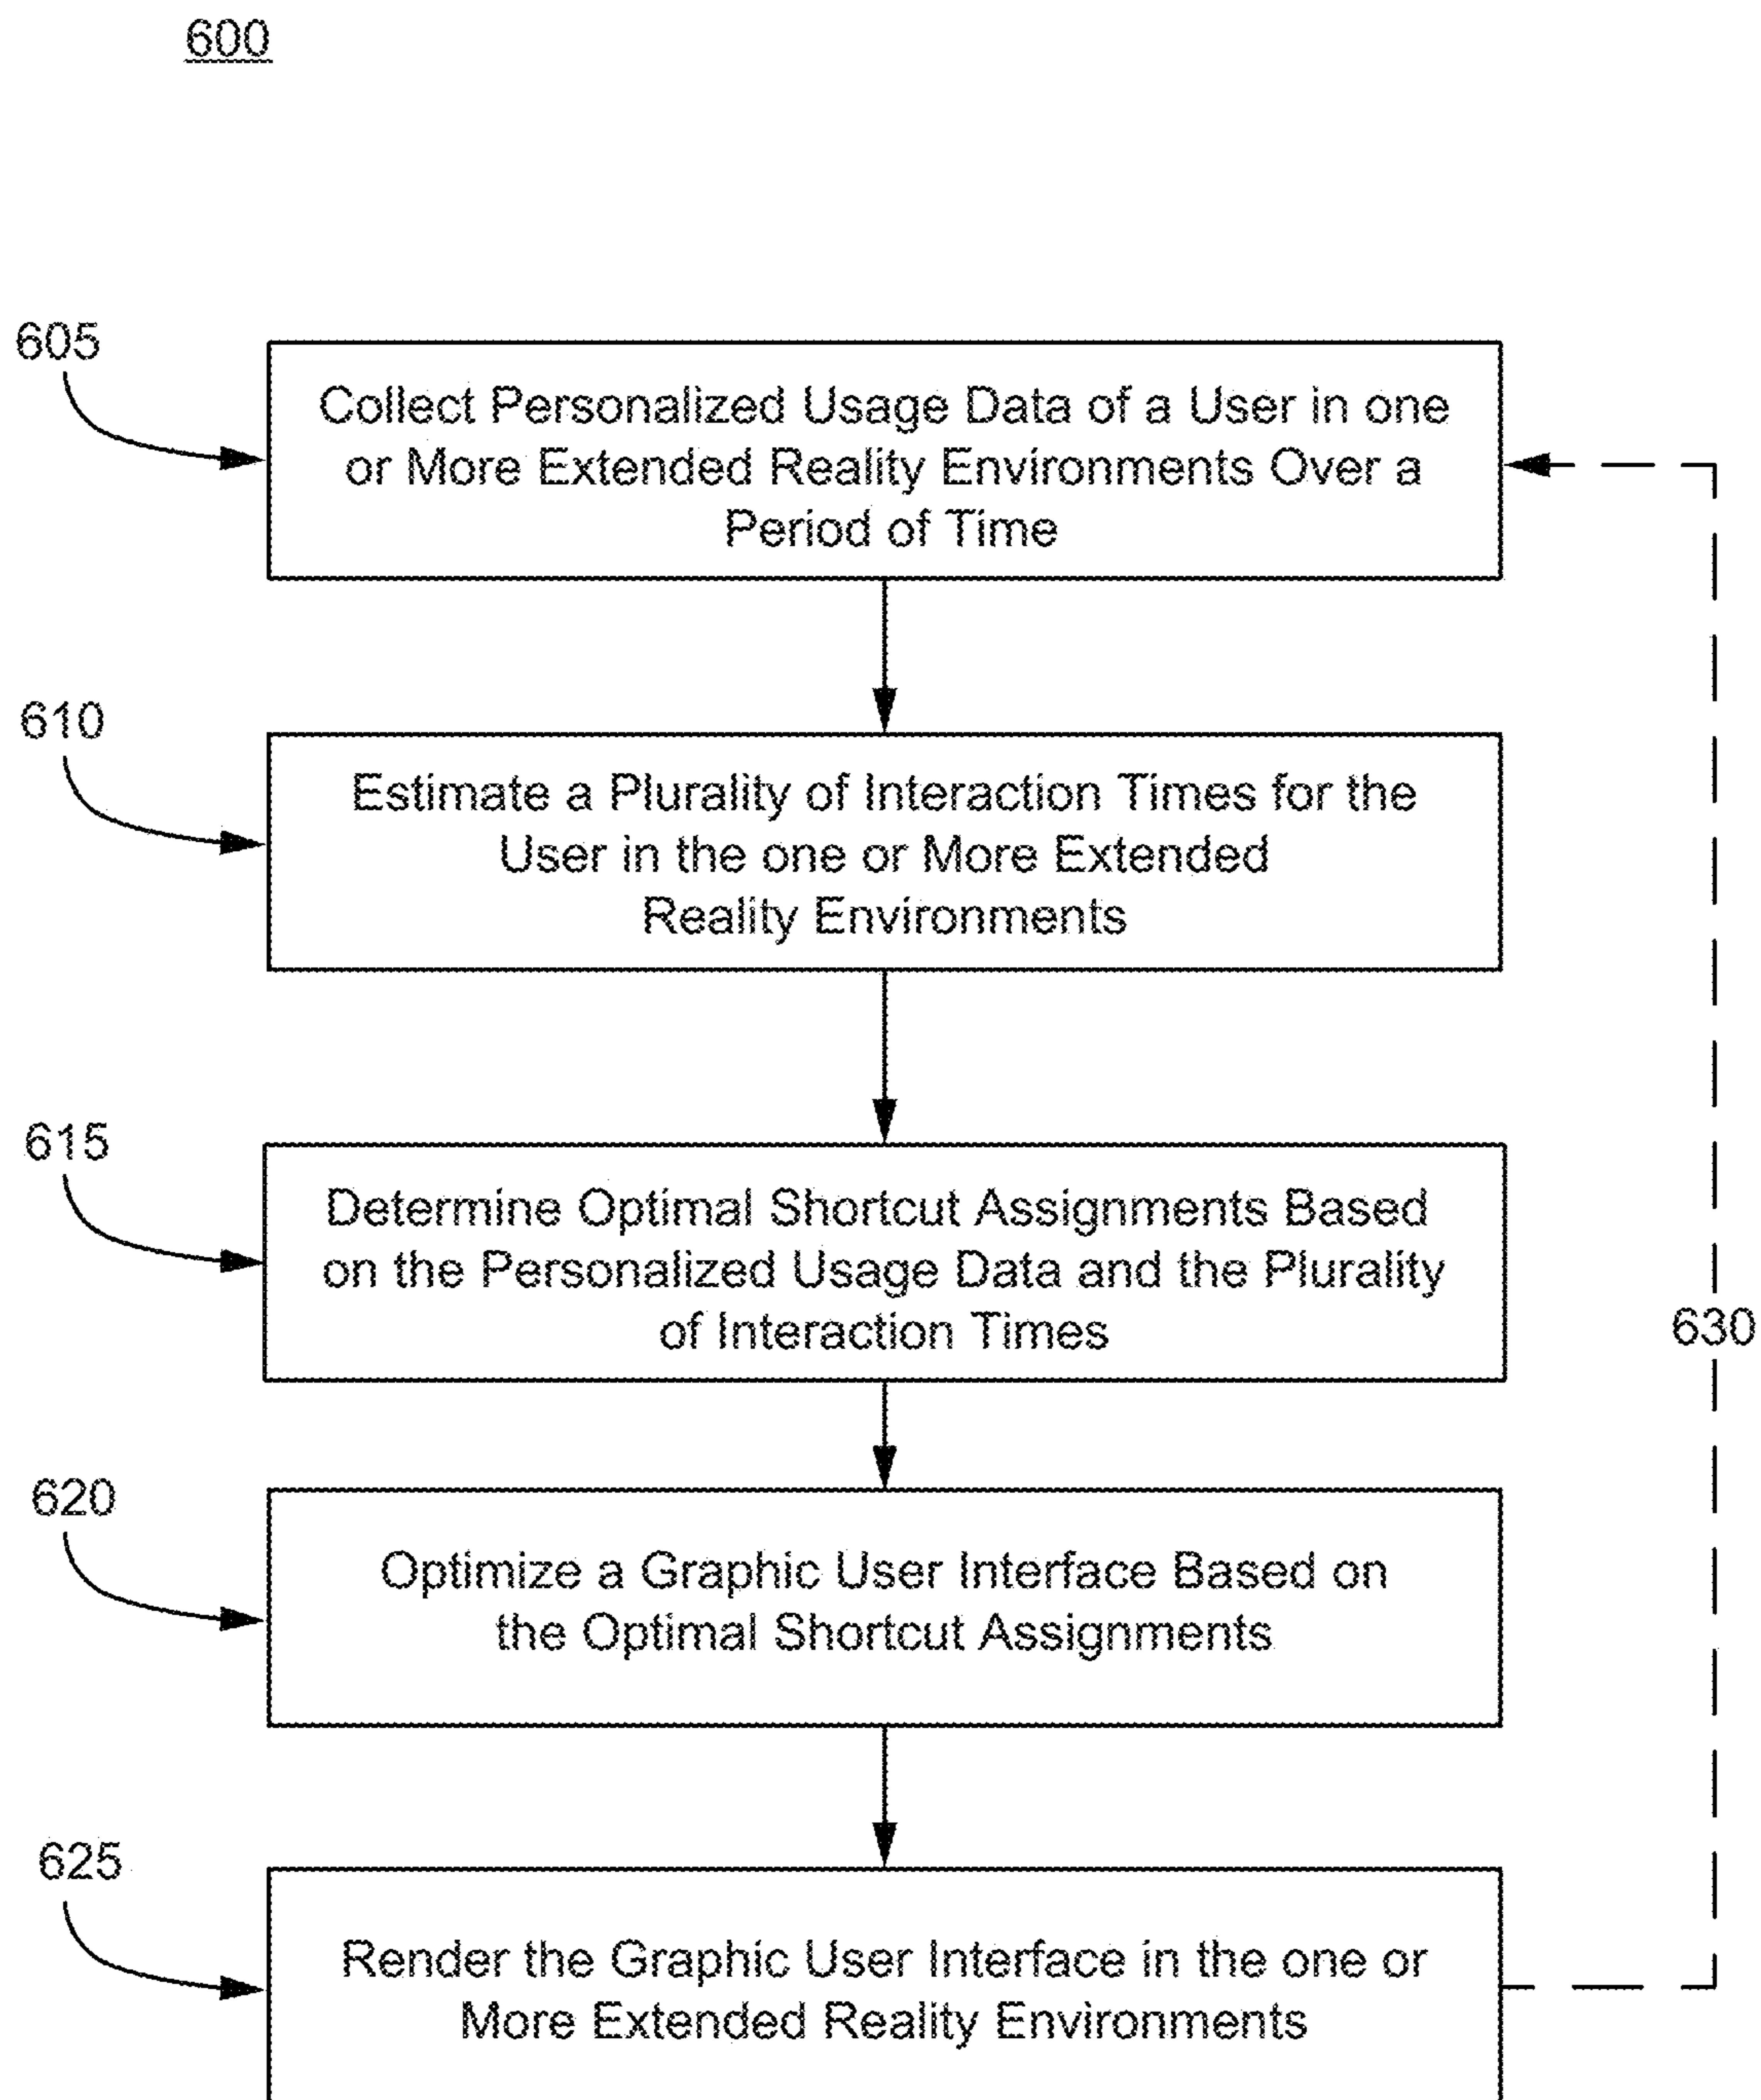 600
605
Collect Personalized Usage Data of a User in one
or More Extended Reality Environments Over a
Period of Time
610
Estimate a Plurality of Interaction Times for the
User in the one or More Extended
Reality Environments
615
Determine Optimal Shortcut Assignments Based
on the Personalized Usage Data and the Plurality
of Interaction Times
630
620
Optimize a Graphic User Interface Based on
the Optimal Shortcut Assignments
625
Render the Graphic User Interface in the one or
More Extended Reality Environments